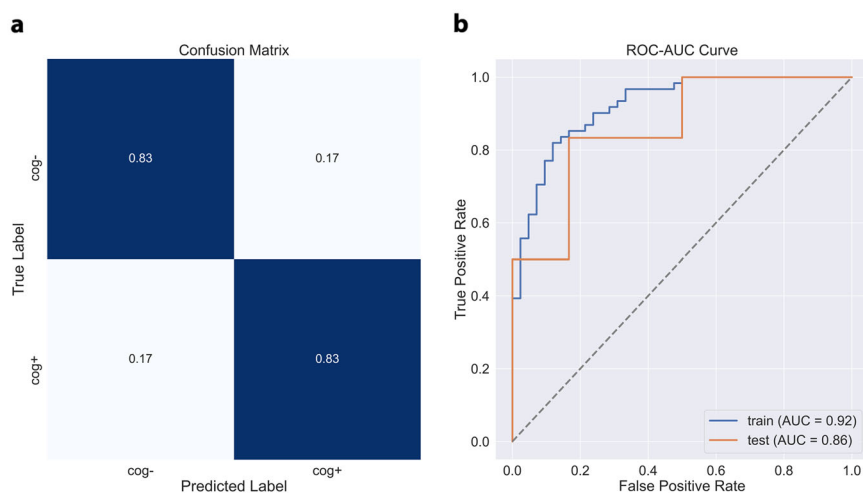 a
Confusion Matrix
cog-
0.83
0.17
True Label
cog+
0.17
0.83
cog-
cog+
Predicted Label
b
ROC-AUC Curve
1.0
0.8
0.6
0.4
0.2
0.0
True Positive Rate
train (AUC = 0.92)
test (AUC = 0.86)
0.0 0.2 0.4 0.6 0.8 1.0
False Positive Rate